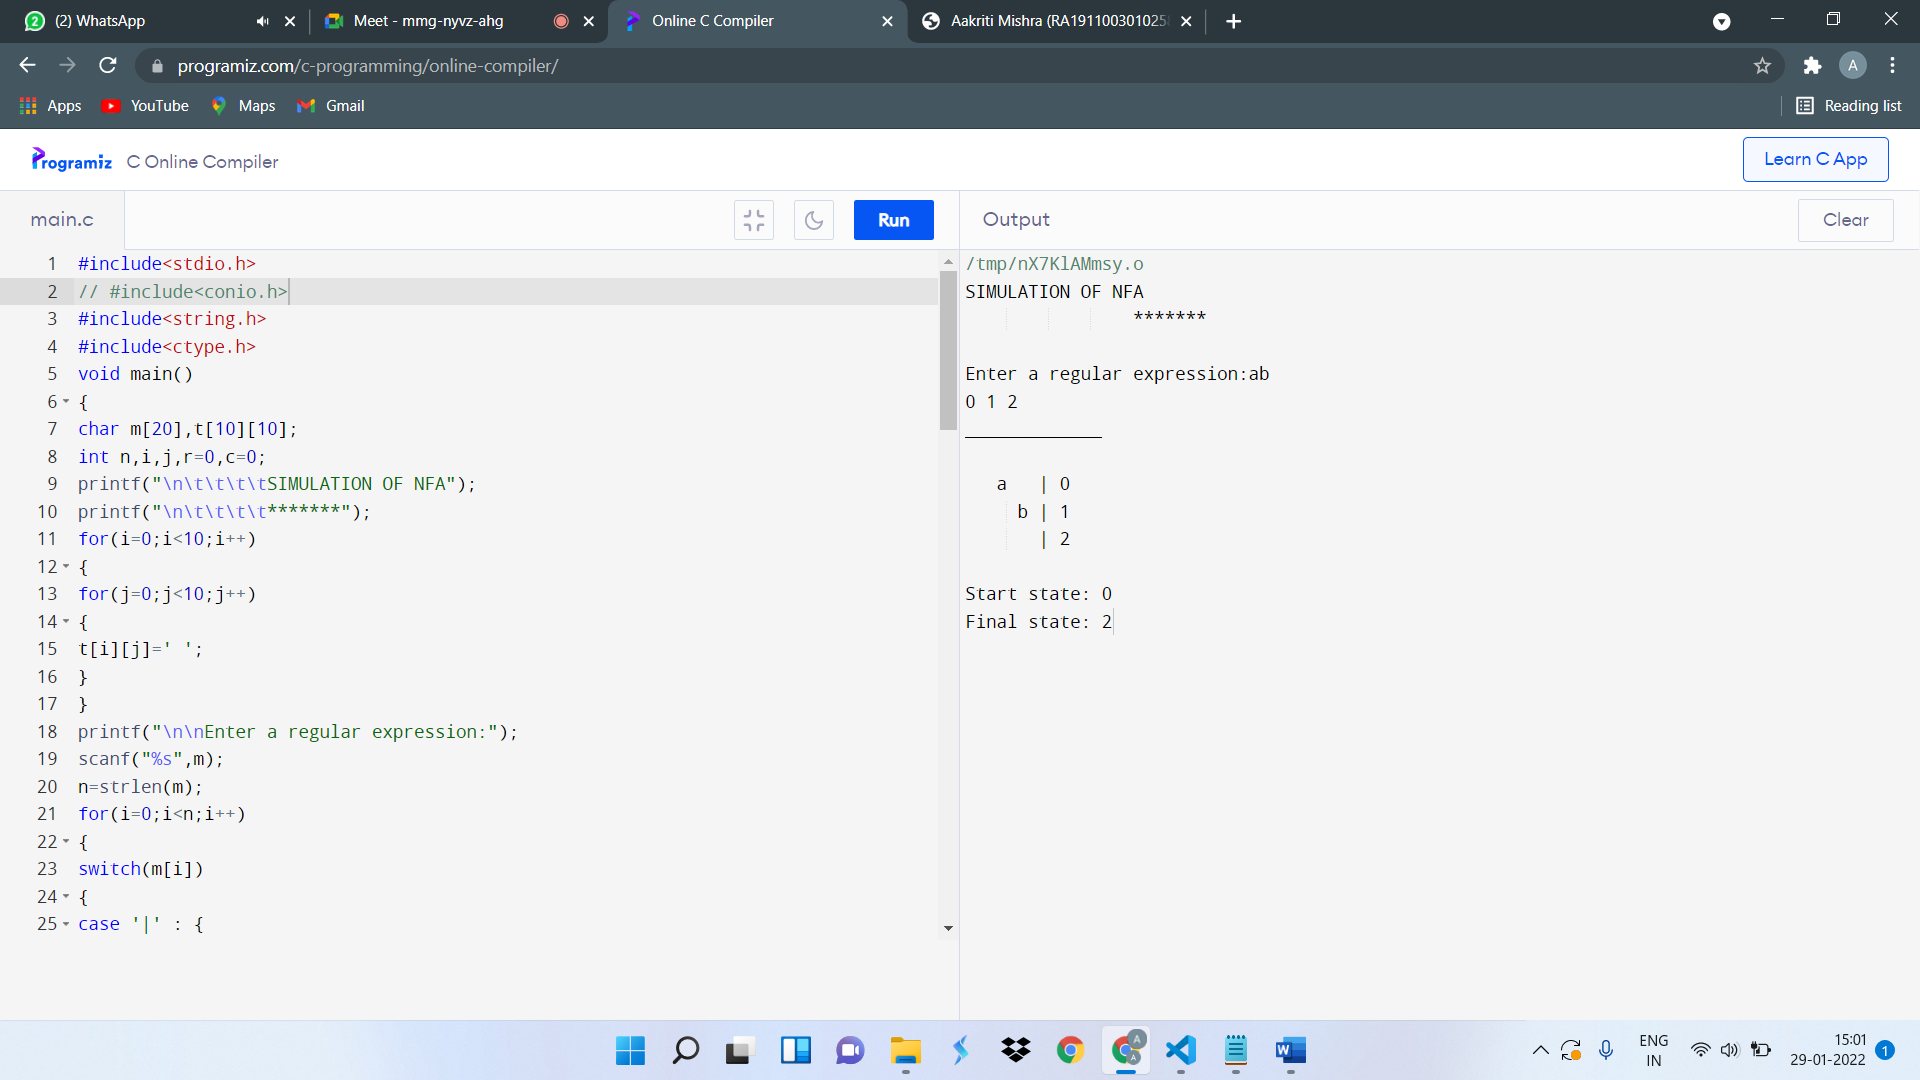 (2) WhatsApp
Meet - mmg-nyvz-ahg
Online C Compiler
Aakriti Mishra (RA1911003010258
programiz.com/c-programming/online-compiler/
A
Apps YouTube Maps Gmail
Reading list
Programiz C Online Compiler
Learn C App
main.c
Run
Output
Clear
1 #include<stdio.h>
2 // #include<conio.h>
3 #include<string.h>
4 #include<ctype.h>
5 void main()
6 {
7 char m[20],t[10][10];
8 int n,i,j,r=0,c=0;
9 printf("\n\t\t\t\tSIMULATION OF NFA");
10 printf("\n\t\t\t\t*******");
11 for(i=0;i<10;i++)
12 {
13 for(j=0;j<10;j++)
14 {
15 t[i][j]=' ';
16 }
17 }
18 printf("\n\nEnter a regular expression:");
19 scanf("%s",m);
20 n=strlen(m);
21 for(i=0;i<n;i++)
22 {
23 switch(m[i])
24 {
25 case '|' : {
/tmp/nX7KlAMmsy.o
SIMULATION OF NFA
*******
Enter a regular expression:ab
0 1 2
_____________
a | 0
b | 1
| 2
Start state: 0
Final state: 2
ENG
IN
15:01
29-01-2022
1